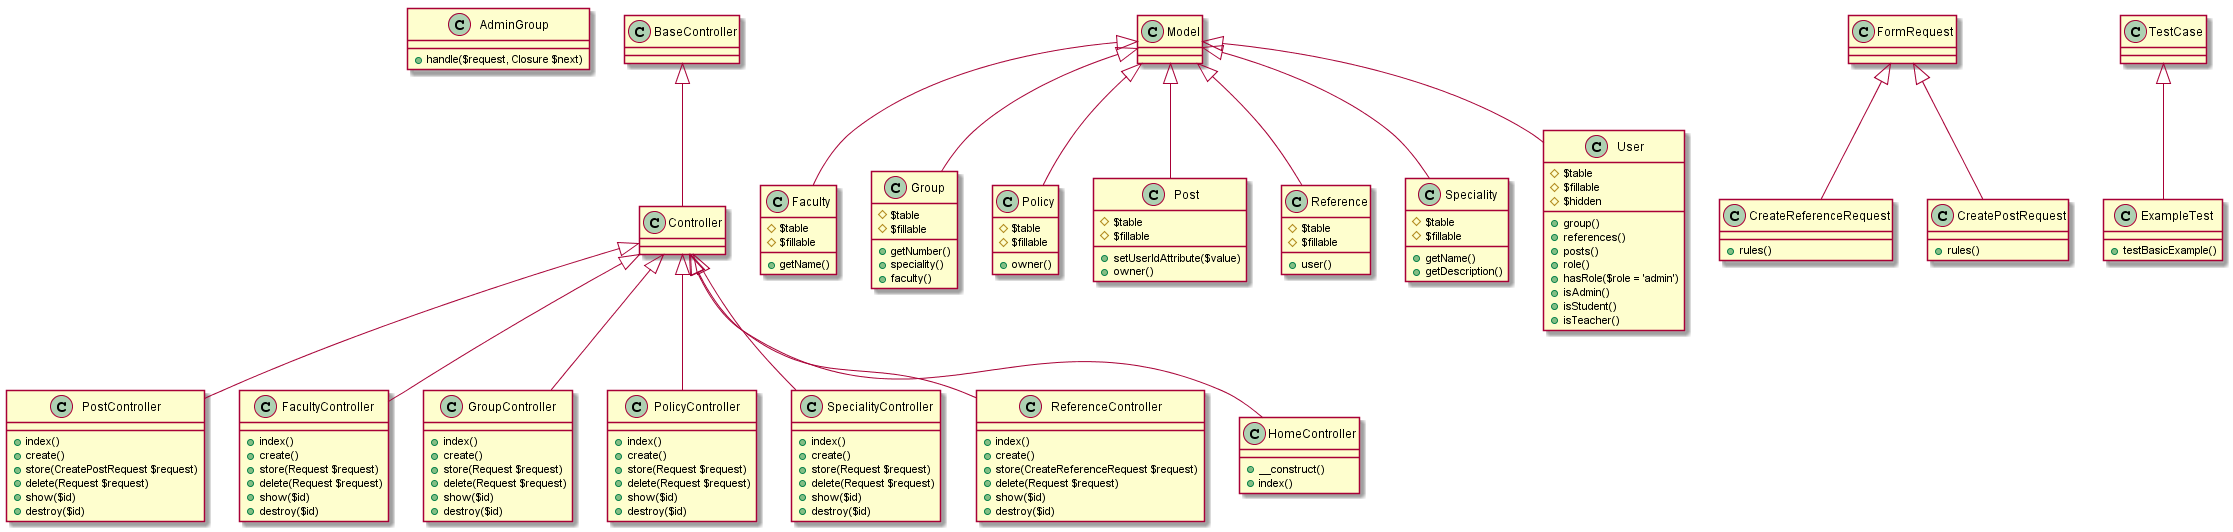 AdminGroup
handle($request, Closure $next)
BaseController
Model
FormRequest
TestCase
Controller
Faculty
$table
$fillable
getName()
Group
$table
$fillable
getNumber()
speciality()
faculty()
Policy
$table
$fillable
owner()
Post
$table
$fillable
setUserIdAttribute($value)
owner()
Reference
$table
$fillable
user()
Speciality
$table
$fillable
getName()
getDescription()
User
$table
$fillable
$hidden
group()
references()
posts()
role()
hasRole($role = 'admin')
isAdmin()
isStudent()
isTeacher()
CreateReferenceRequest
rules()
CreatePostRequest
rules()
ExampleTest
testBasicExample()
PostController
index()
create()
store(CreatePostRequest $request)
delete(Request $request)
show($id)
destroy($id)
FacultyController
index()
create()
store(Request $request)
delete(Request $request)
show($id)
destroy($id)
GroupController
index()
create()
store(Request $request)
delete(Request $request)
show($id)
destroy($id)
PolicyController
index()
create()
store(Request $request)
delete(Request $request)
show($id)
destroy($id)
SpecialityController
index()
create()
store(Request $request)
delete(Request $request)
show($id)
destroy($id)
ReferenceController
index()
create()
store(CreateReferenceRequest $request)
delete(Request $request)
show($id)
destroy($id)
HomeController
__construct()
index()